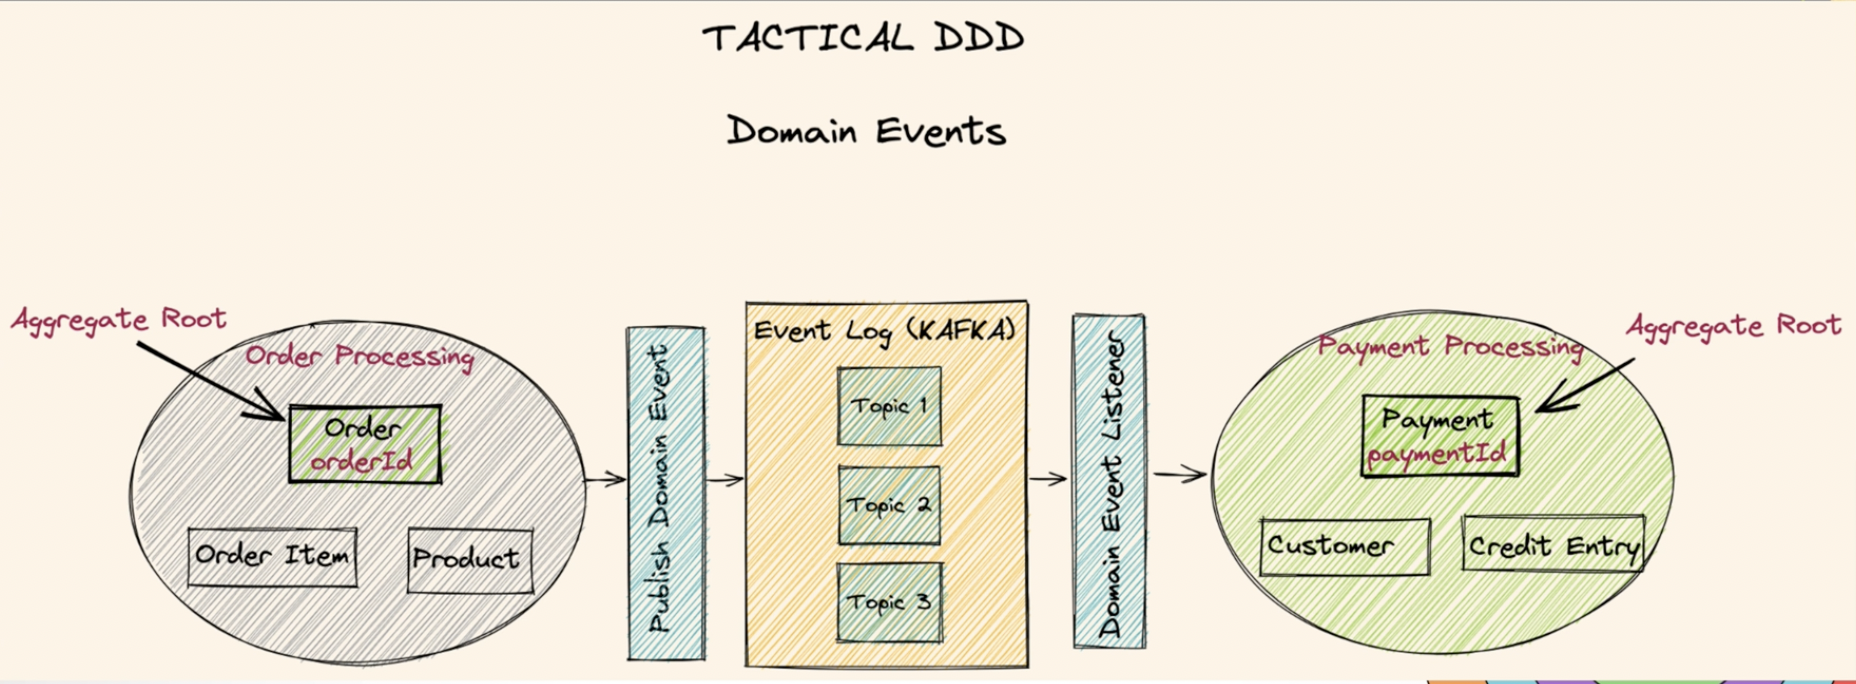 TACTICAL DDD
Domain Events
Aggregate Root
Order Processing
Order
orderId
Order Item
Product
Publish Domain Event
Event Log (KAFKA)
Topic 1
Topic 2
Topic 3
Domain Event Listener
Payment Processing
Aggregate Root
Payment
paymentId
Customer
Credit Entry